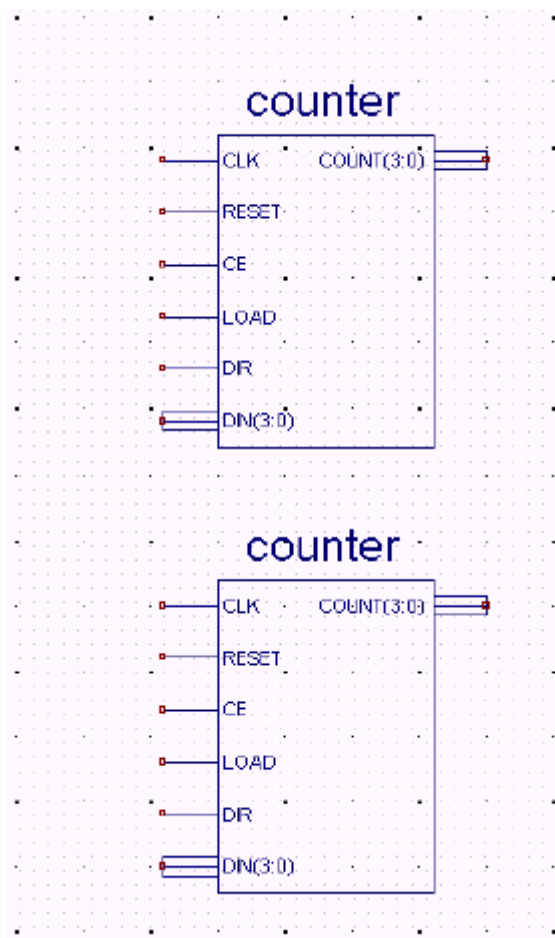 counter
CLK COUNT(3:0)
RESET
CE
LOAD
DIR
DIN(3:0)
counter
CLK COUNT(3:0)
RESET
CE
LOAD
DIR
DIN(3:0)